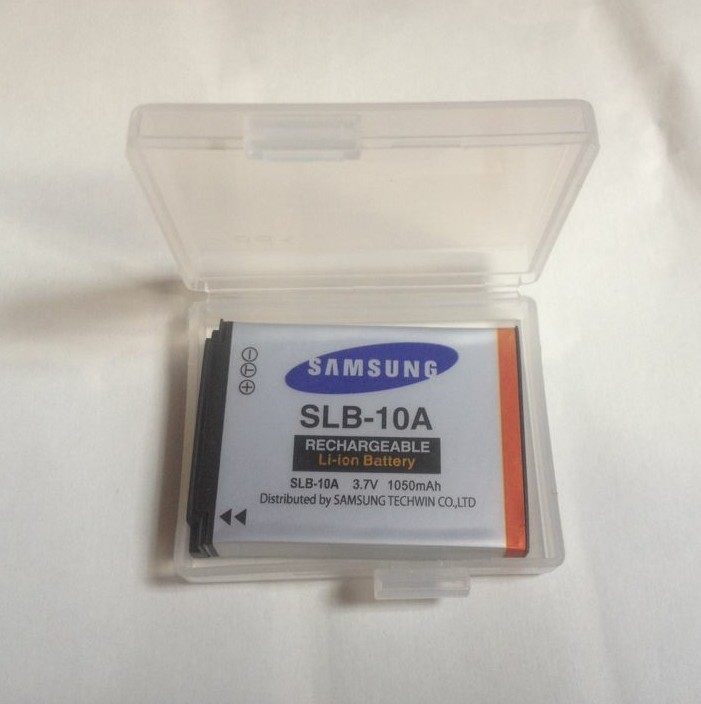 SAMSUNG
SLB-10A
RECHARGEABLE
Li-ion Battery
SLB-10A 3.7V 1050mAh
Distributed by SAMSUNG TECHWIN CO.,LTD